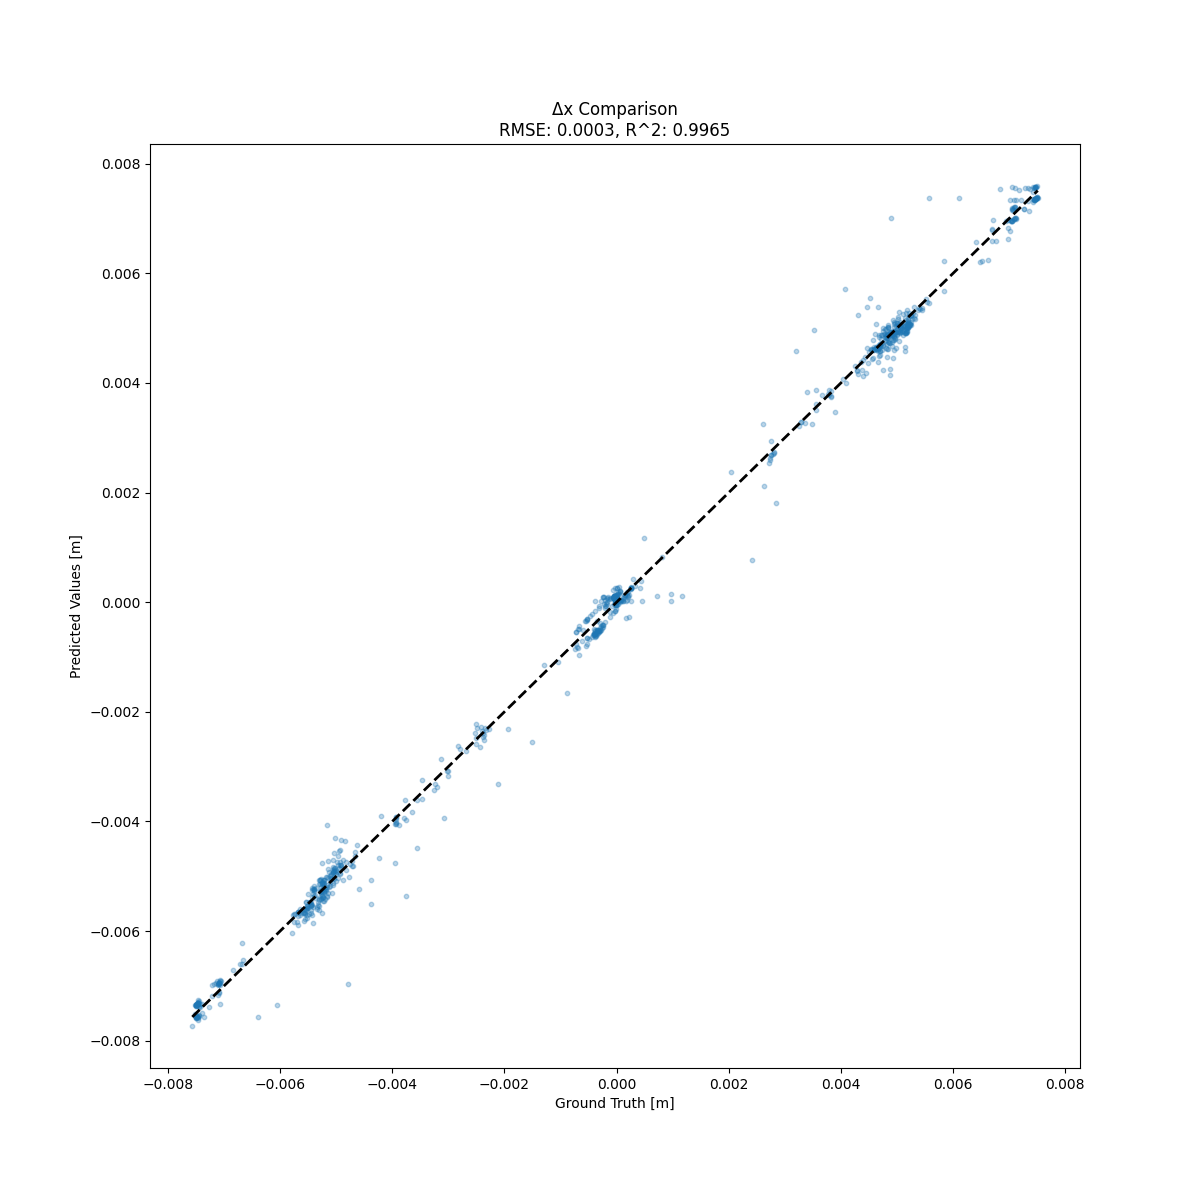 Δx Comparison
RMSE: 0.0003, R^2: 0.9965
0.008
0.006
0.004
0.002
0.000
−0.002
−0.004
−0.006
−0.008
Predicted Values [m]
−0.008 −0.006 −0.004 −0.002 0.000 0.002 0.004 0.006 0.008
Ground Truth [m]